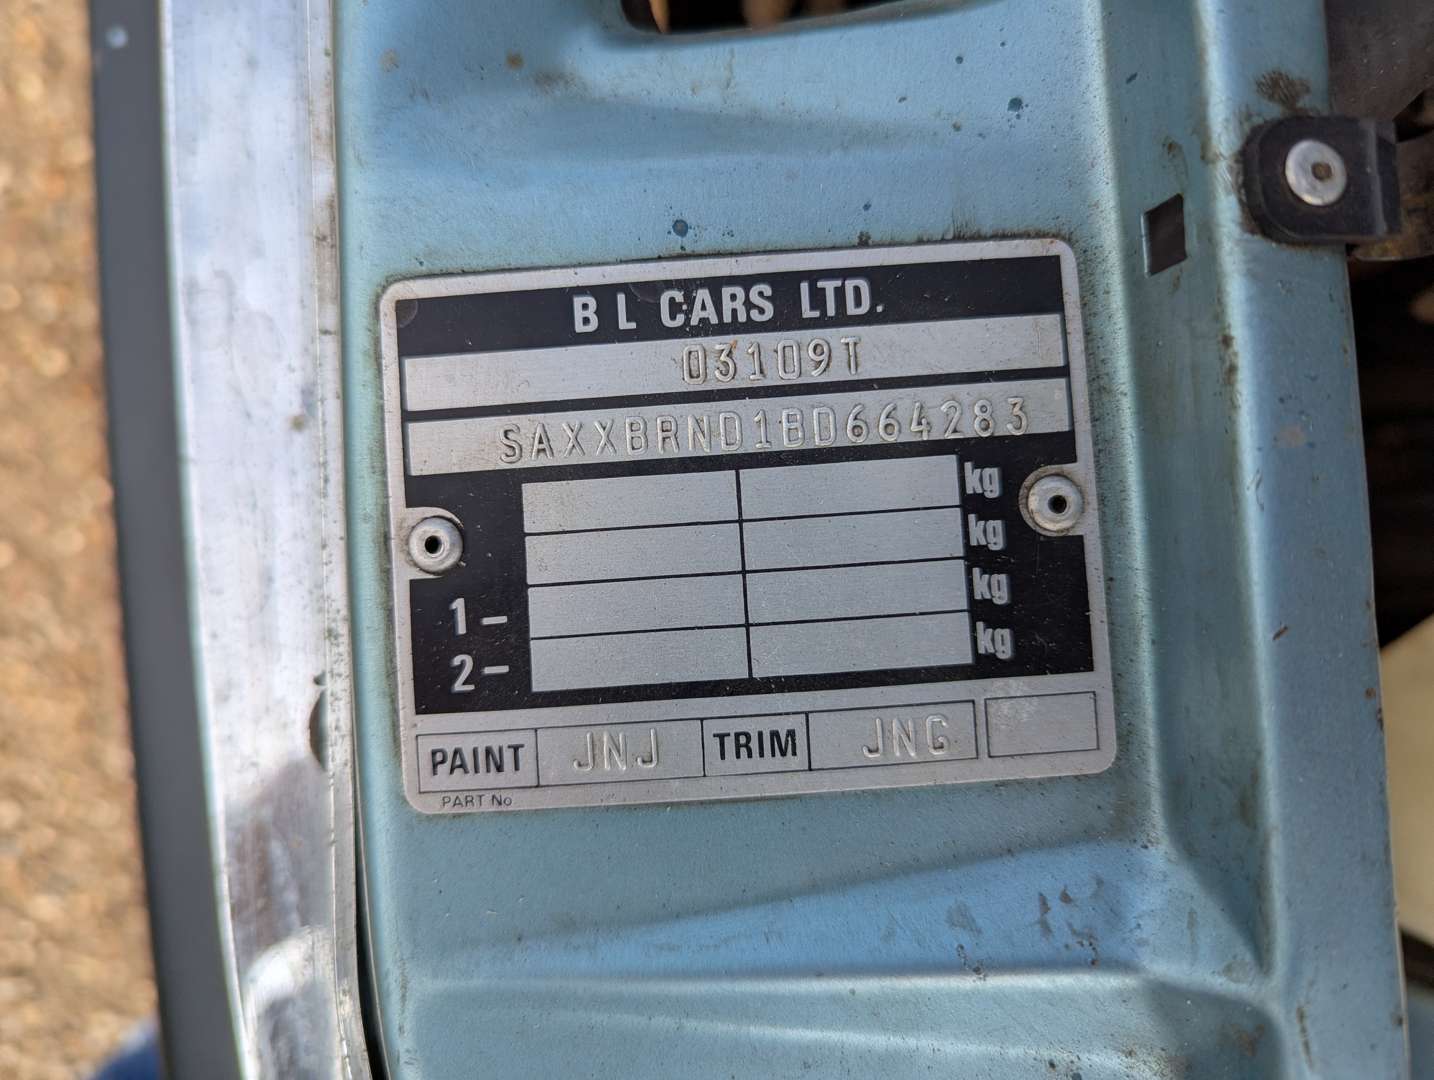 B L CARS LTD.
03109T
SAXXBRND1BD664283
kg
kg
1- kg
2- kg
PAINT JNJ TRIM JNG
PART No